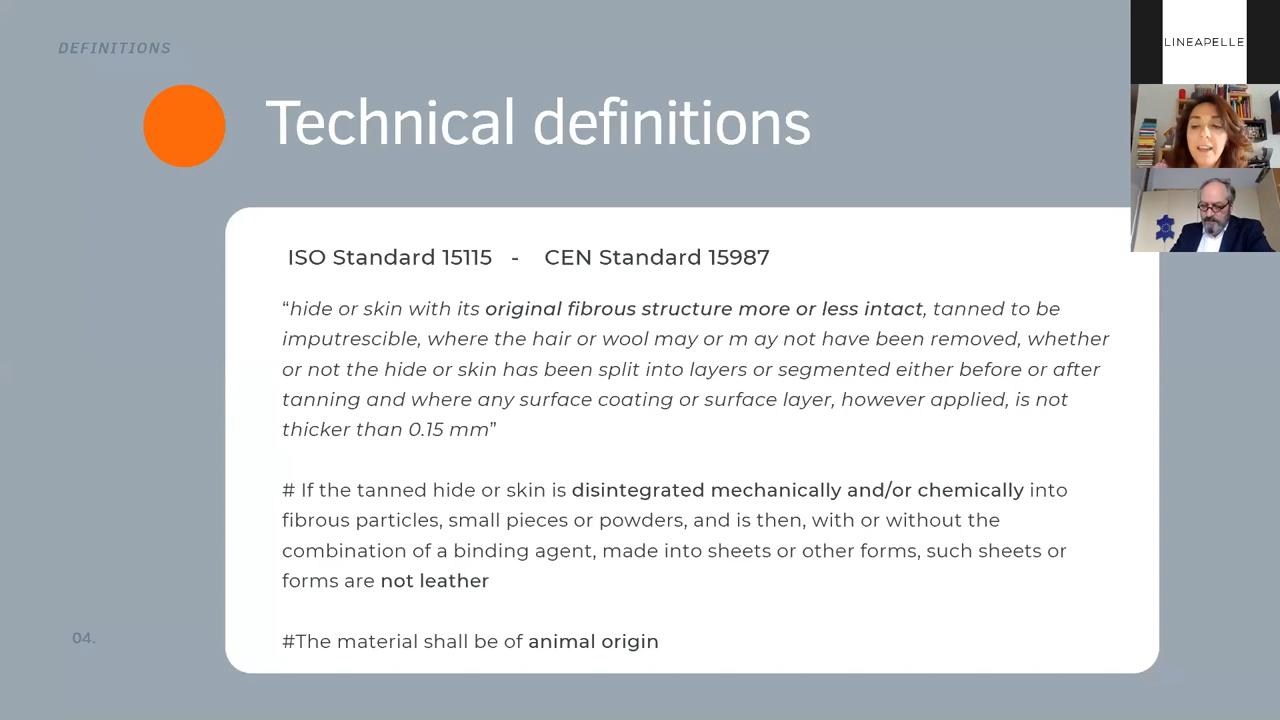 DEFINITIONS
LINEAPELLE
Technical definitions
ISO Standard 15115 - CEN Standard 15987
“hide or skin with its original fibrous structure more or less intact, tanned to be
imputrescible, where the hair or wool may or m ay not have been removed, whether
or not the hide or skin has been split into layers or segmented either before or after
tanning and where any surface coating or surface layer, however applied, is not
thicker than 0.15 mm”
# If the tanned hide or skin is disintegrated mechanically and/or chemically into
fibrous particles, small pieces or powders, and is then, with or without the
combination of a binding agent, made into sheets or other forms, such sheets or
forms are not leather
#The material shall be of animal origin
04.